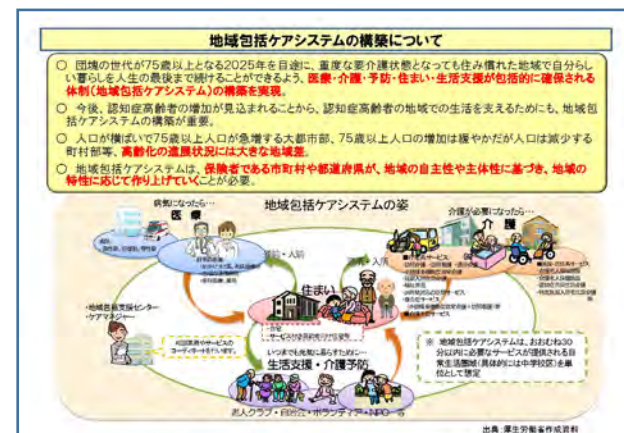 地域包括ケアシステムの構築について
○ 団塊の世代が75歳以上となる2025年を目途に、重度な要介護状態となっても住み慣れた地域で自分らし
い暮らしを人生の最後まで続けることができるよう、医療・介護・予防・住まい・生活支援が包括的に確保される
体制(地域包括ケアシステム)の構築を実現。
○ 今後、認知症高齢者の増加が見込まれることから、認知症高齢者の地域での生活を支えるためにも、地域包
括ケアシステムの構築が重要。
○ 人口が横ばいで75歳以上人口が急増する大都市部、75歳以上人口の増加は緩やかだが人口は減少する
町村部等、高齢化の進展状況には大きな地域差。
○ 地域包括ケアシステムは、保険者である市町村や都道府県が、地域の自主性や主体性に基づき、地域の
特性に応じて作り上げていくことが必要。
地域包括ケアシステムの姿
病気になったら…
医 療
介護が必要になったら…
介 護
通院・入院
通所・入所
住まい
・地域包括支援センター
・ケアマネジャー
いつまでも元気に暮らすために…
生活支援・介護予防
※ 地域包括ケアシステムは、おおむね30
分以内に必要なサービスが提供される日
常生活圏域(具体的には中学校区)を単
位として想定
老人クラブ・自治会・ボランティア・NPO 等
出典:厚生労働省作成資料